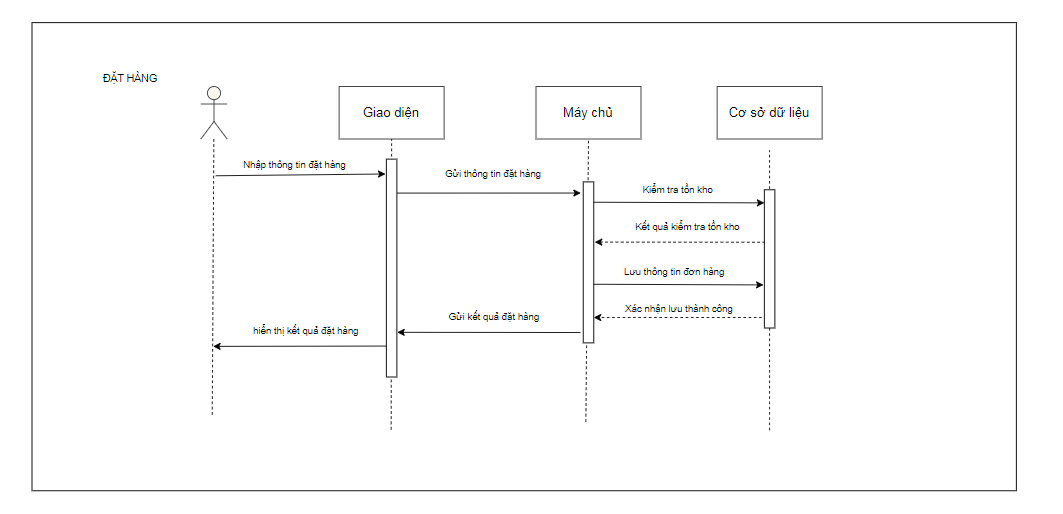 ĐẶT HÀNG
Giao diện
Máy chủ
Cơ sở dữ liệu
Nhập thông tin đặt hàng
Gửi thông tin đặt hàng
Kiểm tra tồn kho
Kết quả kiểm tra tồn kho
Lưu thông tin đơn hàng
Xác nhận lưu thành công
Gửi kết quả đặt hàng
hiển thị kết quả đặt hàng